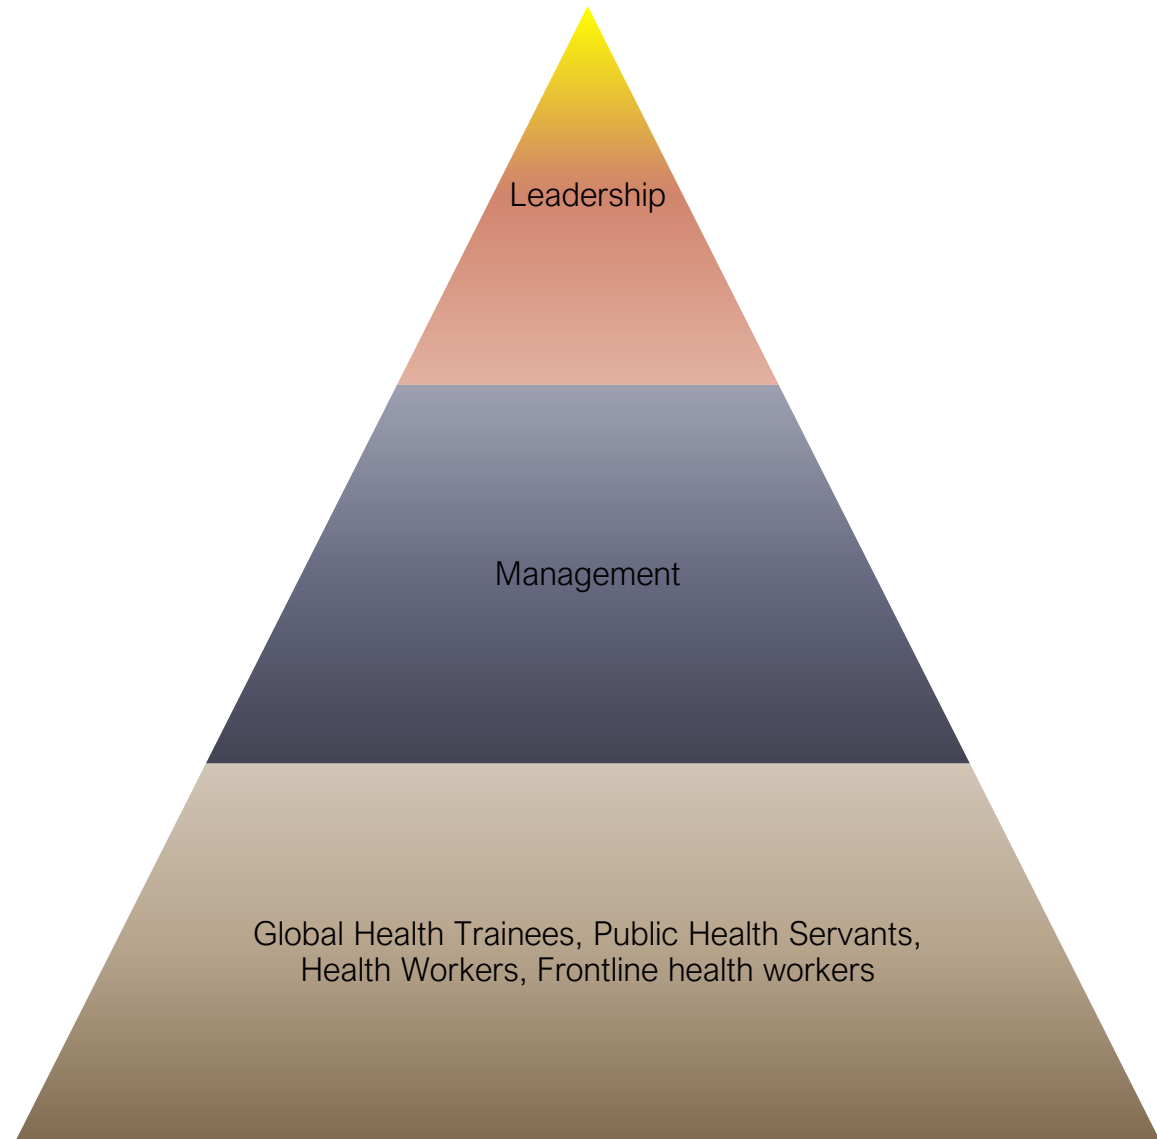 Leadership
Management
Global Health Trainees, Public Health Servants,
Health Workers, Frontline health workers